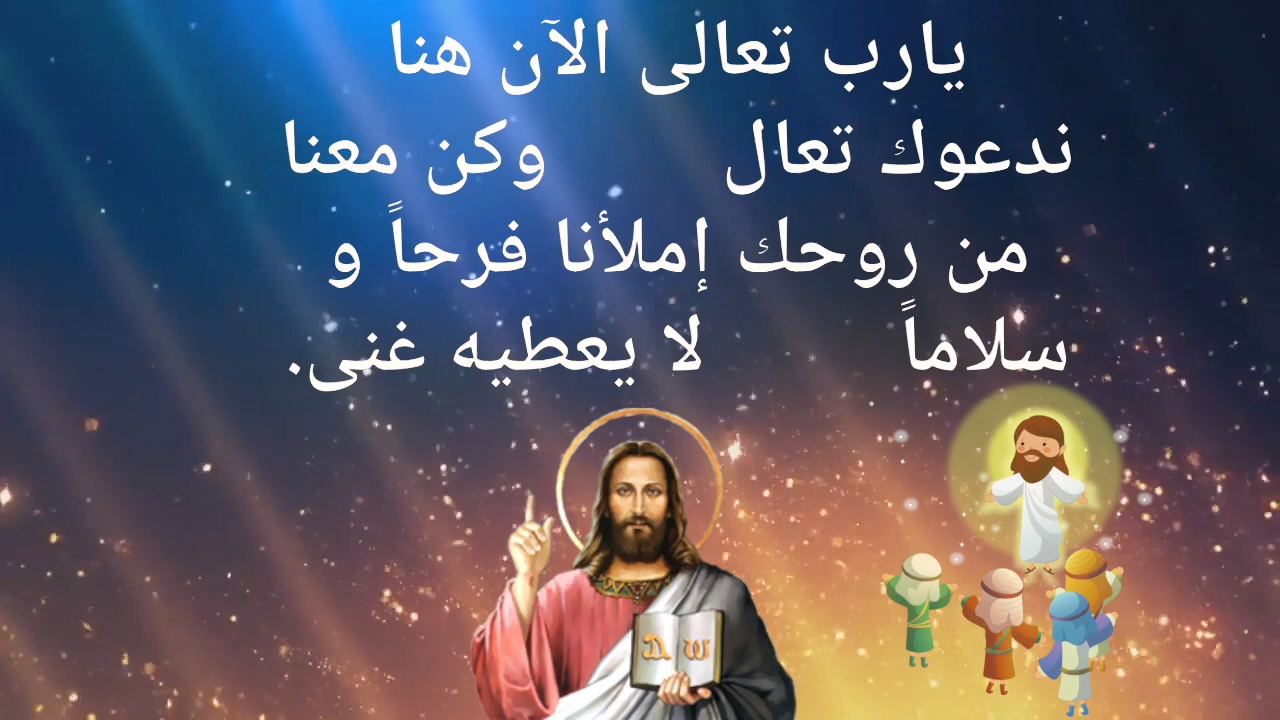 يارب تعالى الآن هنا
ندعوك تعال وكن معنا
من روحك إملأنا فرحاً و
سلاماً لا يعطيه غنى.